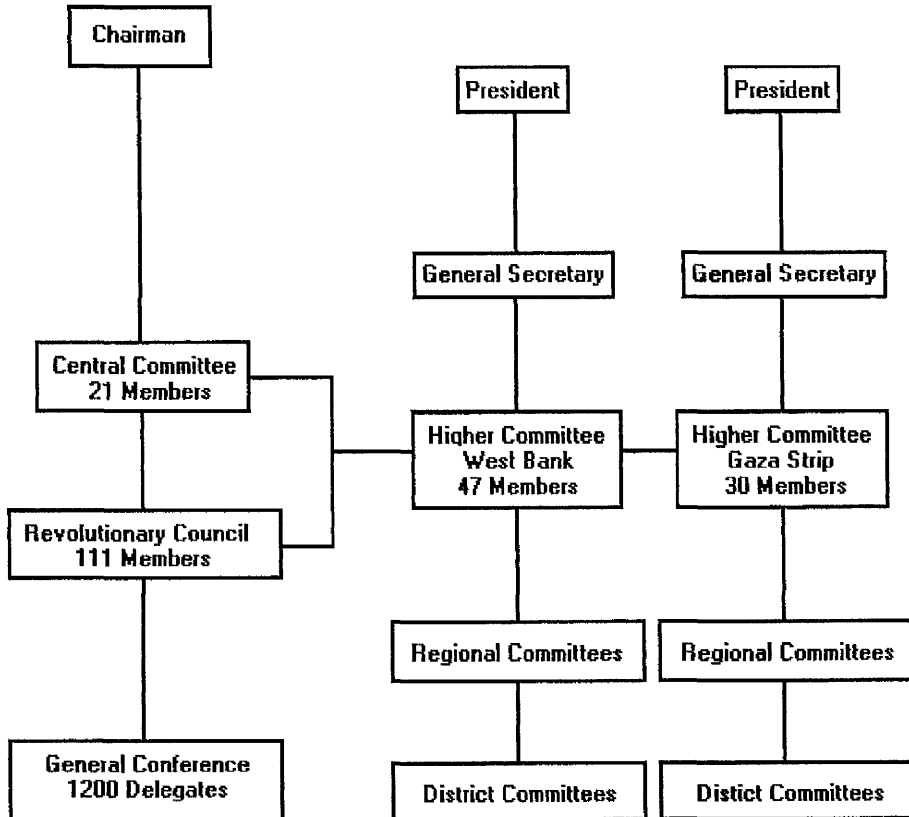 Chairman
President
President
General Secretary
General Secretary
Central Committee
21 Members
Higher Committee
West Bank
47 Members
Higher Committee
Gaza Strip
30 Members
Revolutionary Council
111 Members
Regional Committees
Regional Committees
General Conference
1200 Delegates
District Committees
Distict Committees